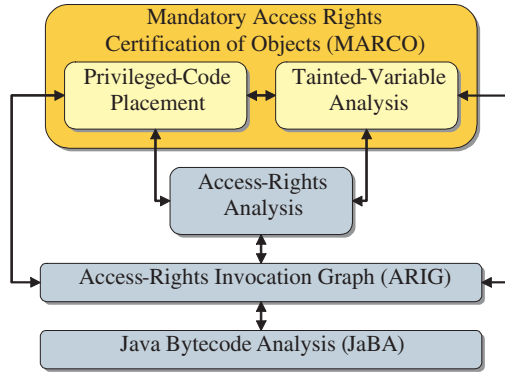 Mandatory Access Rights
Certification of Objects (MARCO)
Privileged-Code
Placement
Tainted-Variable
Analysis
Access-Rights
Analysis
Access-Rights Invocation Graph (ARIG)
Java Bytecode Analysis (JaBA)